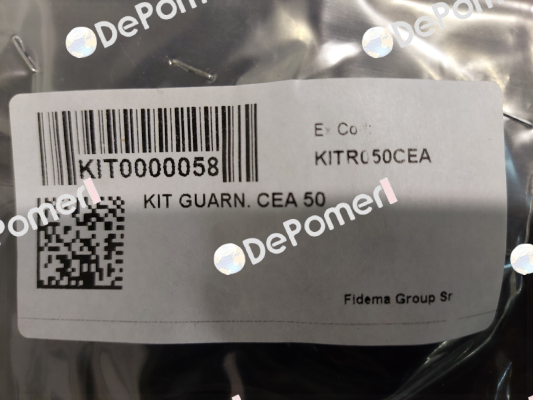 DePomeri
DePomeri
Ex Cod:
KIT0000058
KITR050CEA
KIT GUARN. CEA 50
DePomeri
DePomeri
Fidema Group Sr